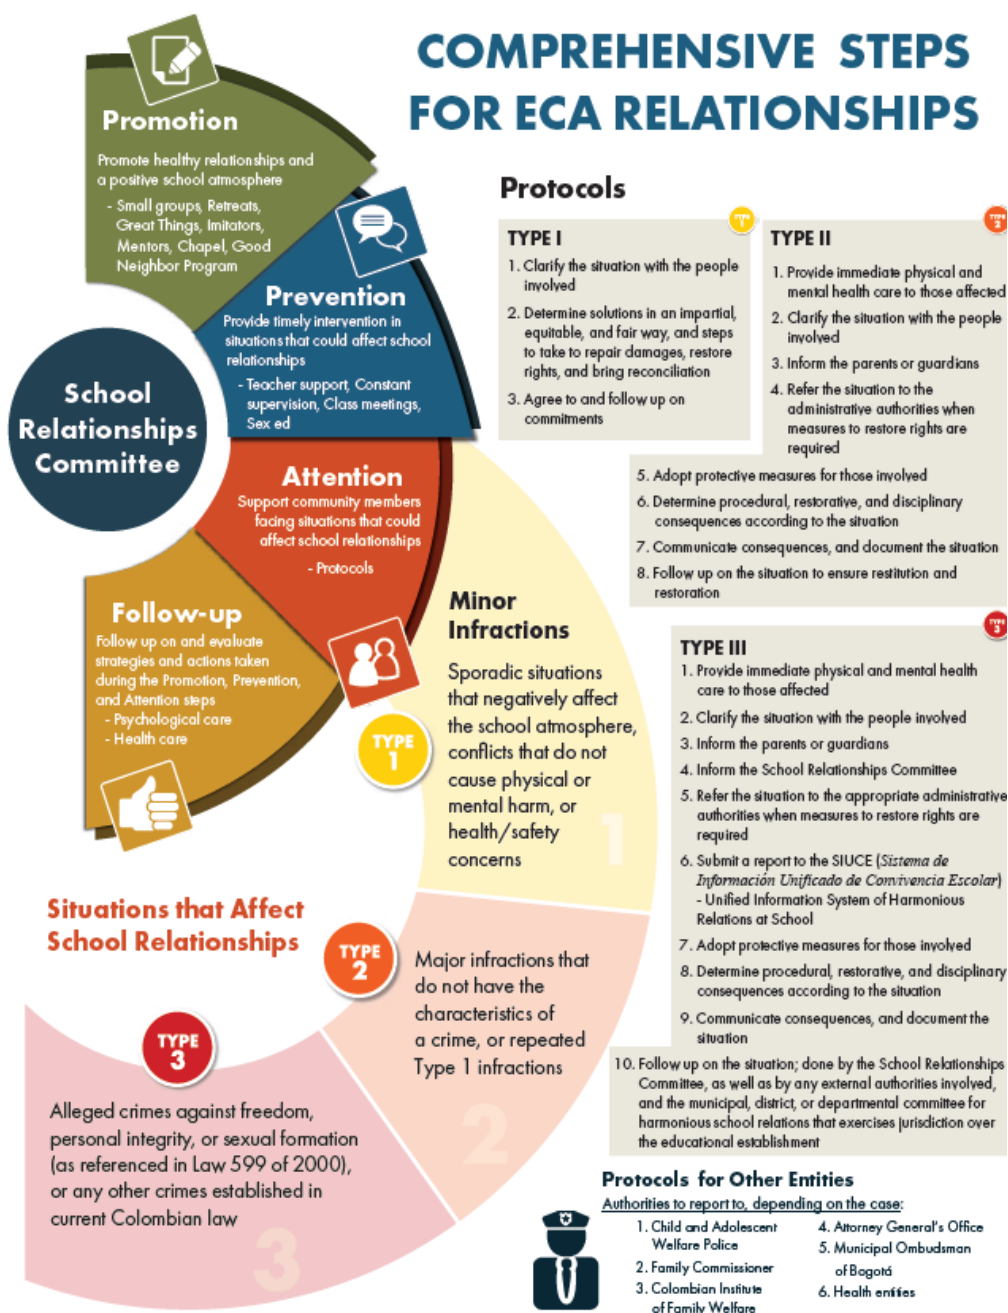 COMPREHENSIVE STEPS
FOR ECA RELATIONSHIPS
Promotion
Promote healthy relationships and
a positive school atmosphere
- Small groups, Retreats,
Great Things, Imitators,
Mentors, Chapel, Good
Neighbor Program
Prevention
Provide timely intervention in
situations that could affect school
relationships
- Teacher support, Constant
supervision, Class meetings,
Sex ed
School
Relationships
Committee
Attention
Support community members
facing situations that could
affect school relationships
- Protocols
Follow-up
Follow up on and evaluate
strategies and actions taken
during the Promotion, Prevention,
and Attention steps
- Psychological care
- Health care
Situations that Affect
School Relationships
TYPE
1
Minor
Infractions
Sporadic situations
that negatively affect
the school atmosphere,
conflicts that do not
cause physical or
mental harm, or
health/safety
concerns
1
TYPE
2
Major infractions that
do not have the
characteristics of
a crime, or repeated
Type 1 infractions
2
TYPE
3
Alleged crimes against freedom,
personal integrity, or sexual formation
(as referenced in Law 599 of 2000),
or any other crimes established in
current Colombian law
3
Protocols
TYPE
1
TYPE I
1. Clarify the situation with the people
involved
2. Determine solutions in an impartial,
equitable, and fair way, and steps
to take to repair damages, restore
rights, and bring reconciliation
3. Agree to and follow up on
commitments
TYPE
2
TYPE II
1. Provide immediate physical and
mental health care to those affected
2. Clarify the situation with the people
involved
3. Inform the parents or guardians
4. Refer the situation to the
administrative authorities when
measures to restore rights are
required
5. Adopt protective measures for those involved
6. Determine procedural, restorative, and disciplinary
consequences according to the situation
7. Communicate consequences, and document the situation
8. Follow up on the situation to ensure restitution and
restoration
TYPE
3
TYPE III
1. Provide immediate physical and mental health
care to those affected
2. Clarify the situation with the people involved
3. Inform the parents or guardians
4. Inform the School Relationships Committee
5. Refer the situation to the appropriate administrative
authorities when measures to restore rights are
required
6. Submit a report to the SIUCE (Sistema de
Información Unificado de Convivencia Escolar)
- Unified Information System of Harmonious
Relations at School
7. Adopt protective measures for those involved
8. Determine procedural, restorative, and disciplinary
consequences according to the situation
9. Communicate consequences, and document the
situation
10. Follow up on the situation; done by the School Relationships
Committee, as well as by any external authorities involved,
and the municipal, district, or departmental committee for
harmonious school relations that exercises jurisdiction over
the educational establishment
Protocols for Other Entities
Authorities to report to, depending on the case:
1. Child and Adolescent
Welfare Police
2. Family Commissioner
3. Colombian Institute
of Family Welfare
4. Attorney General's Office
5. Municipal Ombudsman
of Bogotá
6. Health entities